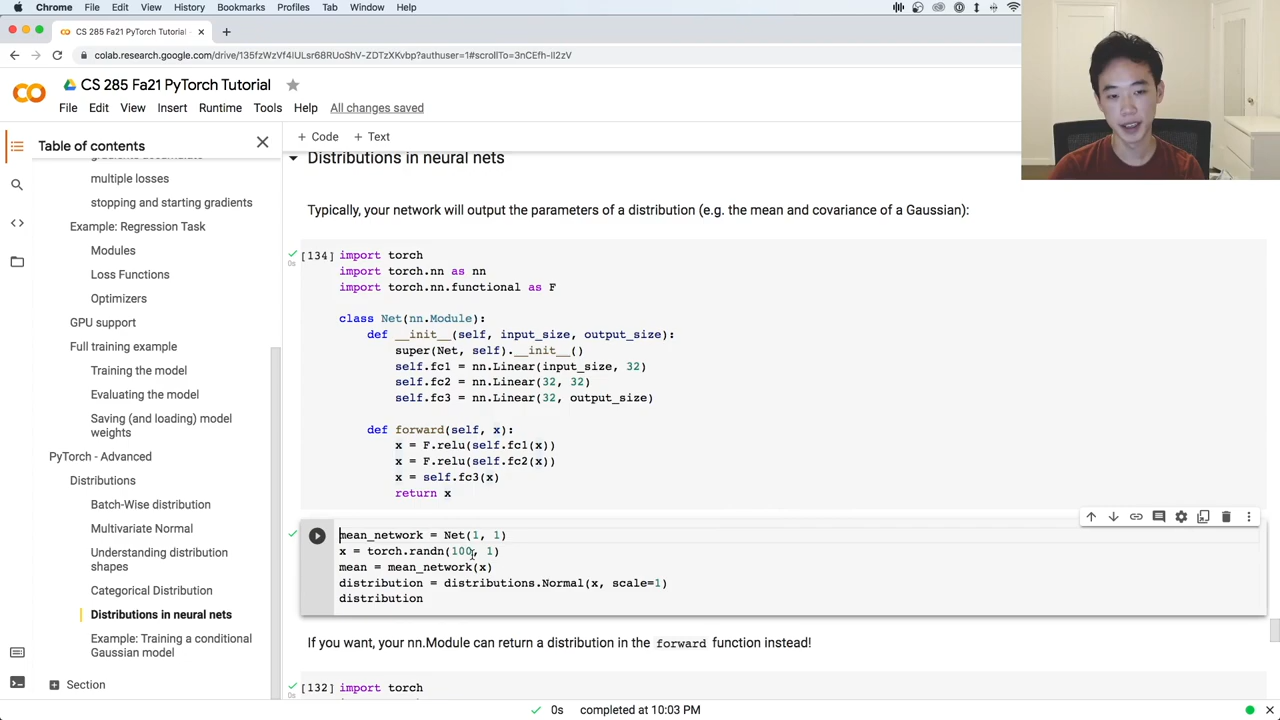 Chrome File Edit View History Bookmarks Profiles Tab Window Help
CS 285 Fa21 PyTorch Tutorial
colab.research.google.com/drive/135fzWzVf4lULsr68RUoShV-ZDTzXKvbp?authuser=1#scrollTo=3nCEfh-lI2zV
CS 285 Fa21 PyTorch Tutorial
File Edit View Insert Runtime Tools Help All changes saved
Table of contents
gradients accumulate
multiple losses
stopping and starting gradients
Example: Regression Task
Modules
Loss Functions
Optimizers
GPU support
Full training example
Training the model
Evaluating the model
Saving (and loading) model
weights
PyTorch - Advanced
Distributions
Batch-Wise distribution
Multivariate Normal
Understanding distribution
shapes
Categorical Distribution
Distributions in neural nets
Example: Training a conditional
Gaussian model
Section
+ Code + Text
Distributions in neural nets
Typically, your network will output the parameters of a distribution (e.g. the mean and covariance of a Gaussian):
[134] import torch
0s
import torch.nn as nn
import torch.nn.functional as F
class Net(nn.Module):
def __init__(self, input_size, output_size):
super(Net, self).__init__()
self.fc1 = nn.Linear(input_size, 32)
self.fc2 = nn.Linear(32, 32)
self.fc3 = nn.Linear(32, output_size)
def forward(self, x):
x = F.relu(self.fc1(x))
x = F.relu(self.fc2(x))
x = self.fc3(x)
return x
mean_network = Net(1, 1)
x = torch.randn(100, 1)
mean = mean_network(x)
distribution = distributions.Normal(x, scale=1)
distribution
If you want, your nn.Module can return a distribution in the forward function instead!
[132] import torch
0s completed at 10:03 PM